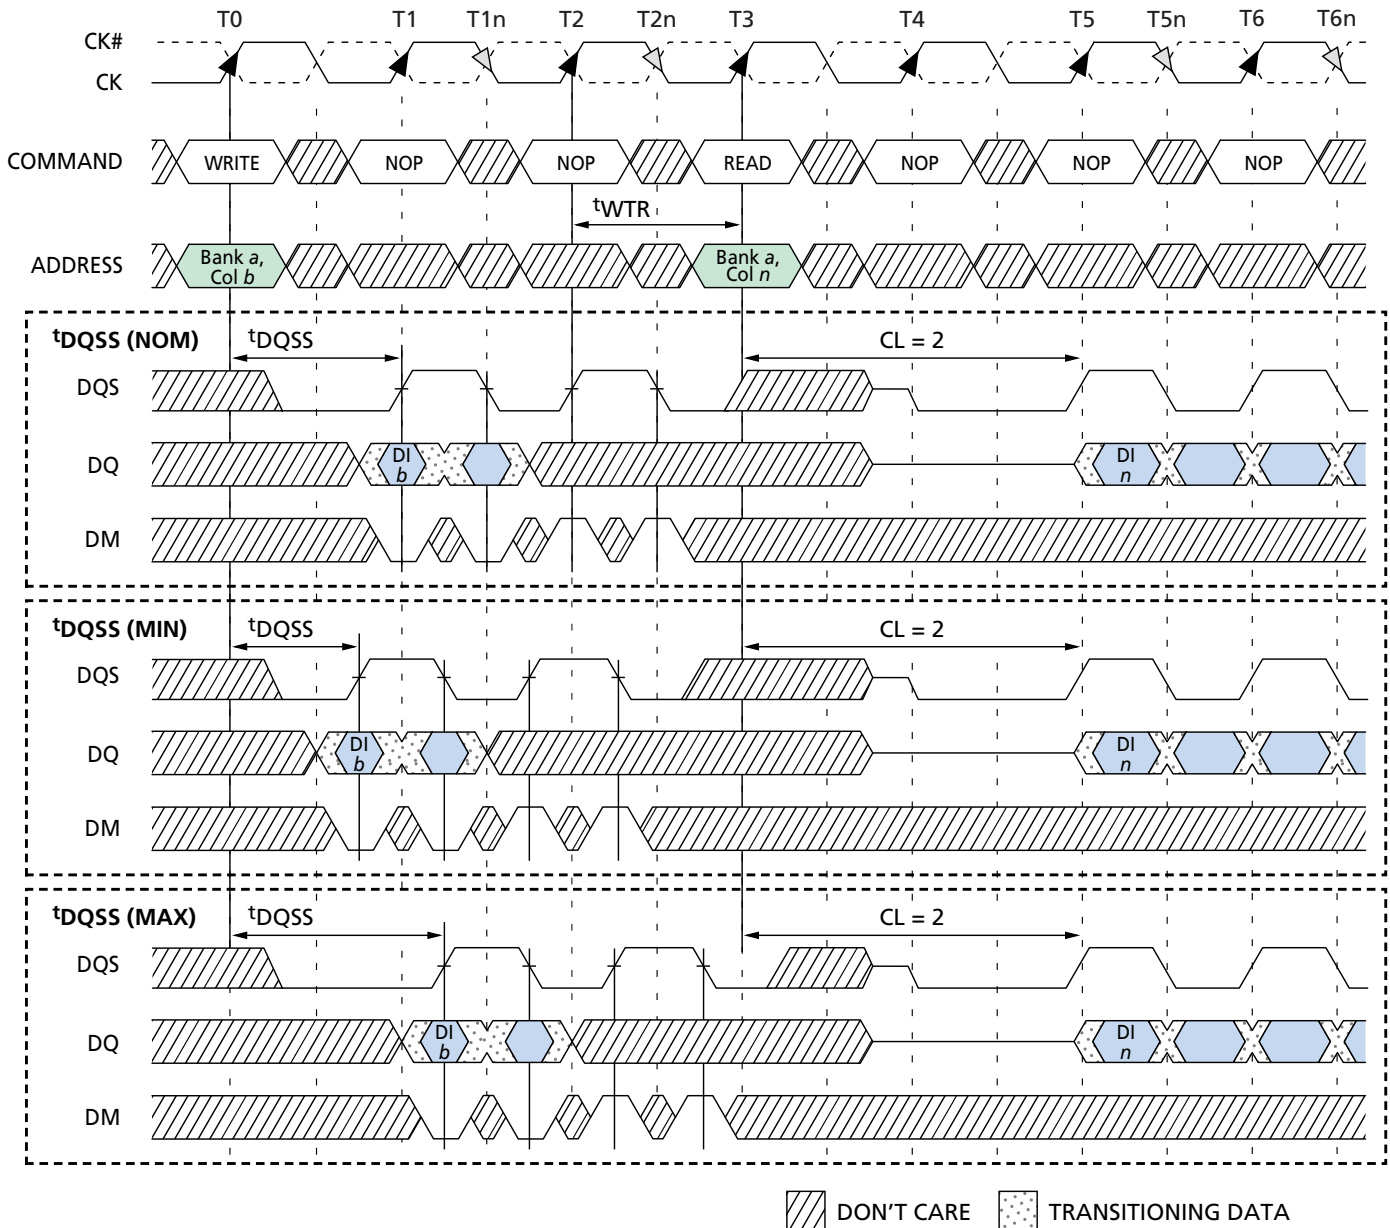 T0 T1 T1n T2 T2n T3 T4 T5 T5n T6 T6n
CK#
CK
COMMAND WRITE NOP NOP READ NOP NOP NOP
tWTR
ADDRESS Bank a, Col b Bank a, Col n
tDQSS (NOM) tDQSS CL = 2
DQS
DQ DI b DI n
DM
tDQSS (MIN) tDQSS CL = 2
DQS
DQ DI b DI n
DM
tDQSS (MAX) tDQSS CL = 2
DQS
DQ DI b DI n
DM
DON'T CARE TRANSITIONING DATA